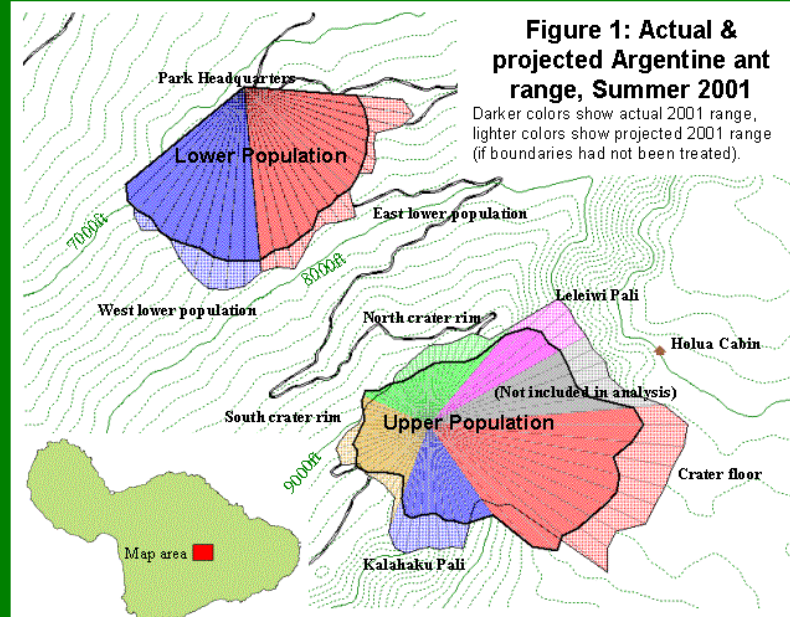 Figure 1: Actual &
projected Argentine ant
range, Summer 2001
Darker colors show actual 2001 range,
lighter colors show projected 2001 range
(if boundaries had not been treated).
Park Headquarters
Lower Population
East lower population
7000ft
8000ft
West lower population
Leleiwi Pali
North crater rim
Holua Cabin
(Not included in analysis)
South crater rim
Upper Population
9000ft
Crater floor
Map area
Kalahaku Pali